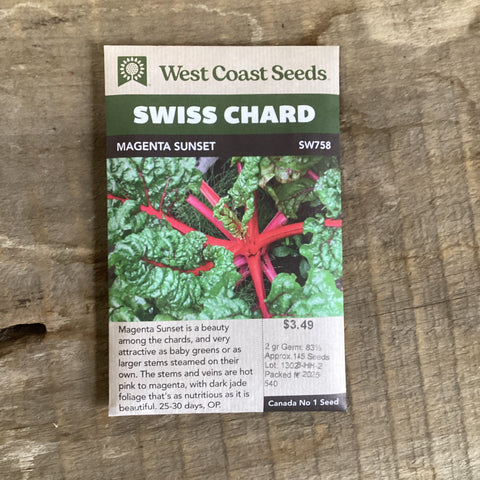 West Coast Seeds
SWISS CHARD
MAGENTA SUNSET SW758
Magenta Sunset is a beauty
among the chards, and very
attractive as baby greens or as
larger stems steamed on their
own. The stems and veins are hot
pink to magenta, with dark jade
foliage that's as nutritious as it is
beautiful. 25-30 days, OP.
$3.49
2 gr Germ: 83%
Approx. 145 Seeds
Lot:
Packed 2025
540
Canada No 1 Seed